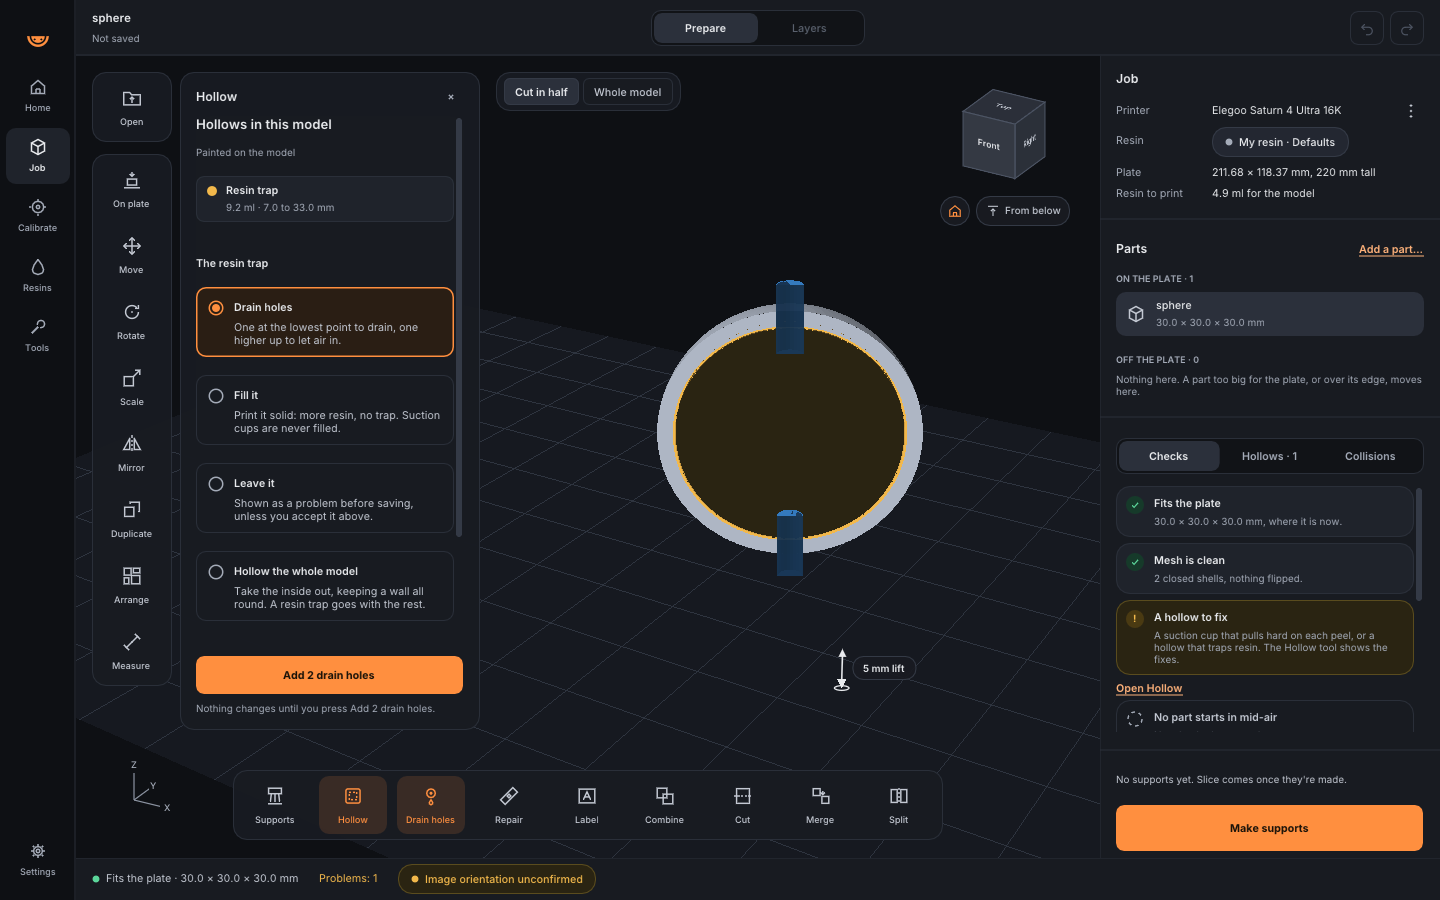 sphere
Not saved
Prepare
Layers
Home
Job
Calibrate
Resins
Tools
Settings
Open
On plate
Move
Rotate
Scale
Mirror
Duplicate
Arrange
Measure
Hollow
×
Hollows in this model
Painted on the model
Resin trap
9.2 ml · 7.0 to 33.0 mm
The resin trap
Drain holes
One at the lowest point to drain, one
higher up to let air in.
Fill it
Print it solid: more resin, no trap. Suction
cups are never filled.
Leave it
Shown as a problem before saving,
unless you accept it above.
Hollow the whole model
Take the inside out, keeping a wall all
round. A resin trap goes with the rest.
Add 2 drain holes
Nothing changes until you press Add 2 drain holes.
Cut in half
Whole model
Top
Front
Right
From below
5 mm lift
Z
Y
X
Supports
Hollow
Drain holes
Repair
Label
Combine
Cut
Merge
Split
Job
Printer
Elegoo Saturn 4 Ultra 16K
Resin
My resin · Defaults
Plate
211.68 × 118.37 mm, 220 mm tall
Resin to print
4.9 ml for the model
Parts
Add a part...
ON THE PLATE · 1
sphere
30.0 × 30.0 × 30.0 mm
OFF THE PLATE · 0
Nothing here. A part too big for the plate, or over its edge, moves
here.
Checks
Hollows · 1
Collisions
Fits the plate
30.0 × 30.0 × 30.0 mm, where it is now.
Mesh is clean
2 closed shells, nothing flipped.
A hollow to fix
A suction cup that pulls hard on each peel, or a
hollow that traps resin. The Hollow tool shows the
fixes.
Open Hollow
No part starts in mid-air
No supports yet. Slice comes once they're made.
Make supports
Fits the plate · 30.0 × 30.0 × 30.0 mm
Problems: 1
Image orientation unconfirmed